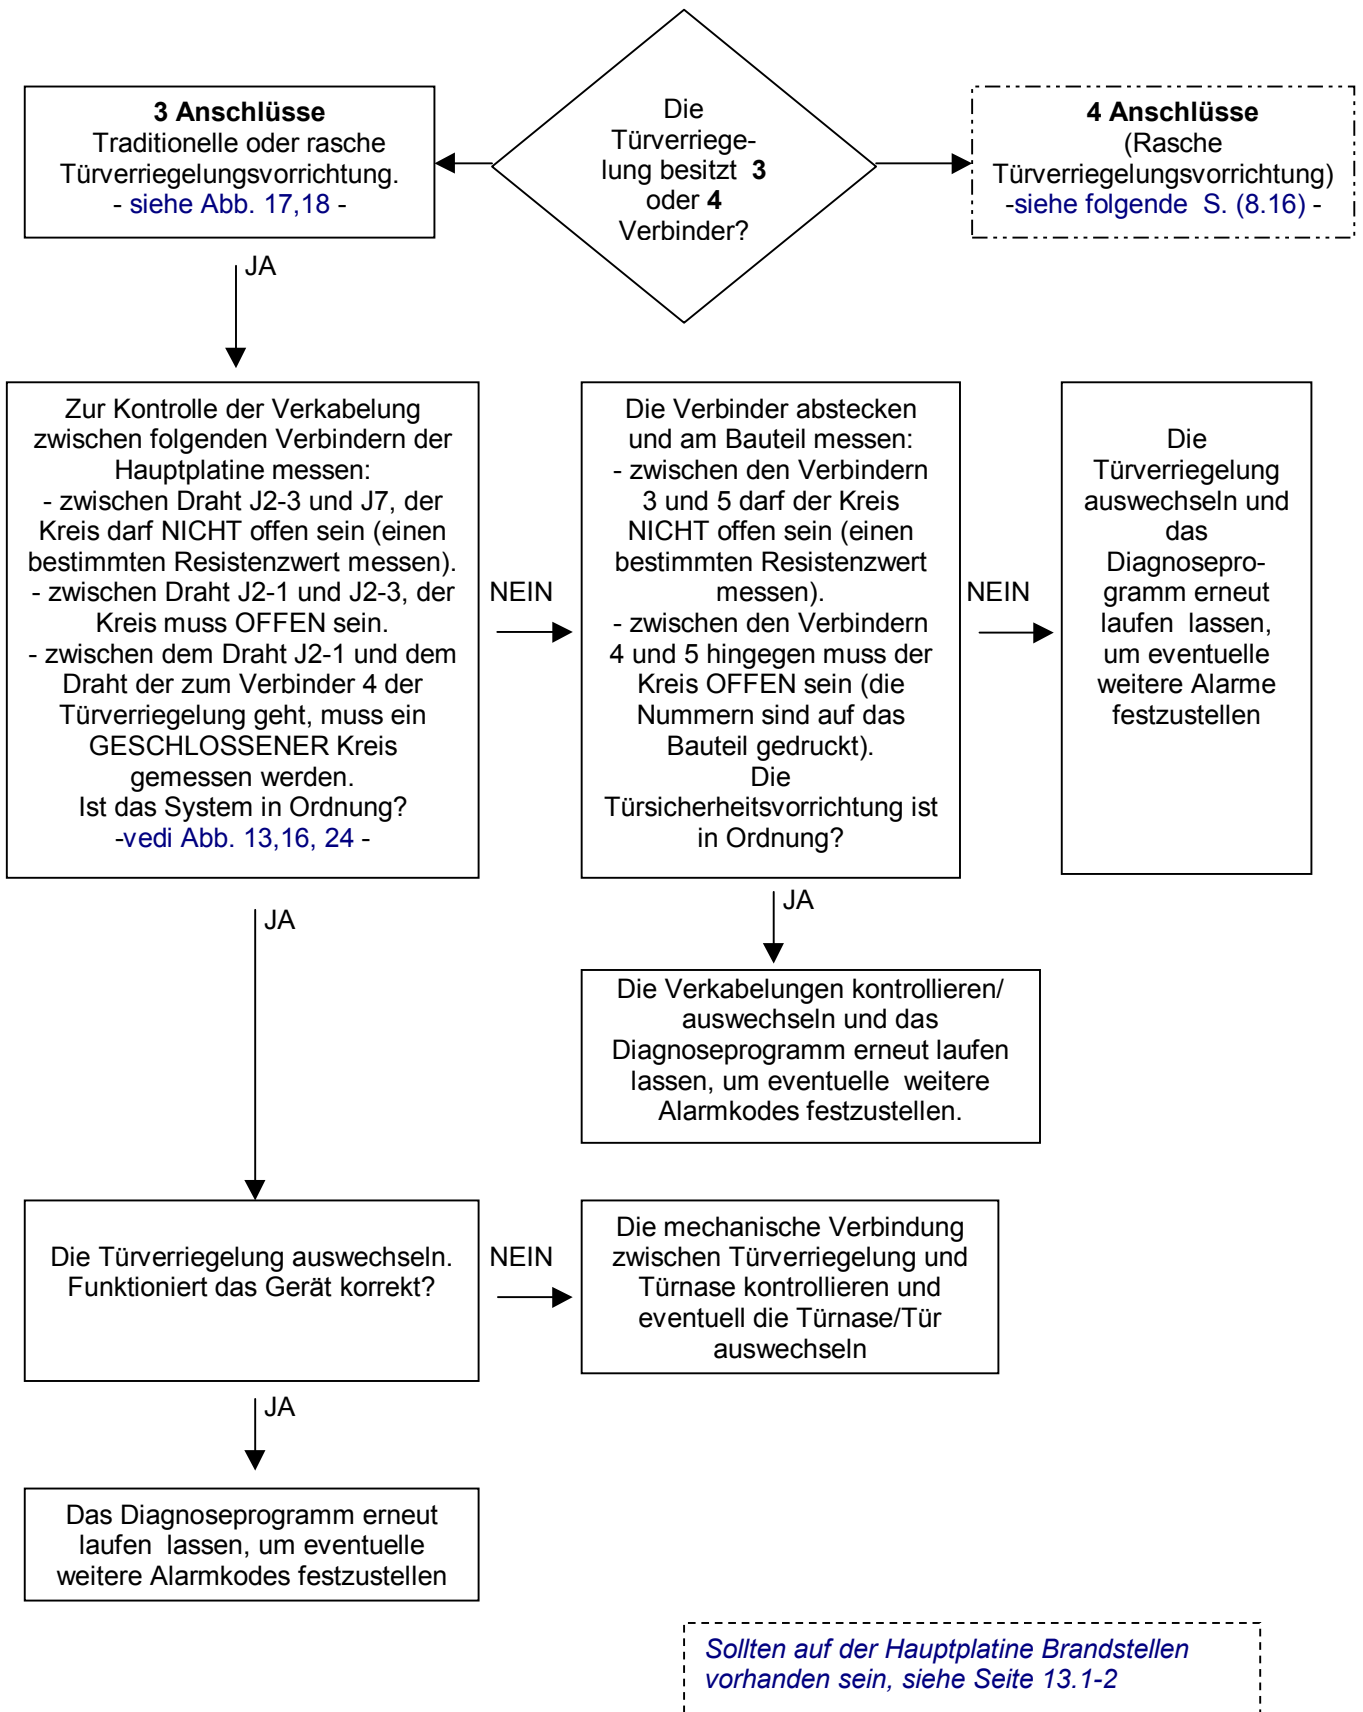 Die
Türverriege-
lung besitzt 3
oder 4
Verbinder?
3 Anschlüsse
Traditionelle oder rasche
Türverriegelungsvorrichtung.
- siehe Abb. 17,18 -
4 Anschlüsse
(Rasche
Türverriegelungsvorrichtung)
-siehe folgende S. (8.16) -
JA
Zur Kontrolle der Verkabelung
zwischen folgenden Verbindern der
Hauptplatine messen:
- zwischen Draht J2-3 und J7, der
Kreis darf NICHT offen sein (einen
bestimmten Resistenzwert messen).
- zwischen Draht J2-1 und J2-3, der
Kreis muss OFFEN sein.
- zwischen dem Draht J2-1 und dem
Draht der zum Verbinder 4 der
Türverriegelung geht, muss ein
GESCHLOSSENER Kreis
gemessen werden.
Ist das System in Ordnung?
-vedi Abb. 13,16, 24 -
NEIN
Die Verbinder abstecken
und am Bauteil messen:
- zwischen den Verbindern
3 und 5 darf der Kreis
NICHT offen sein (einen
bestimmten Resistenzwert
messen).
- zwischen den Verbindern
4 und 5 hingegen muss der
Kreis OFFEN sein (die
Nummern sind auf das
Bauteil gedruckt).
Die
Türsicherheitsvorrichtung ist
in Ordnung?
NEIN
Die
Türverriegelung
auswechseln und
das
Diagnosepro-
gramm erneut
laufen lassen,
um eventuelle
weitere Alarme
festzustellen
JA
JA
Die Verkabelungen kontrollieren/
auswechseln und das
Diagnoseprogramm erneut laufen
lassen, um eventuelle weitere
Alarmkodes festzustellen.
Die Türverriegelung auswechseln.
Funktioniert das Gerät korrekt?
NEIN
Die mechanische Verbindung
zwischen Türverriegelung und
Türnase kontrollieren und
eventuell die Türnase/Tür
auswechseln
JA
Das Diagnoseprogramm erneut
laufen lassen, um eventuelle
weitere Alarmkodes festzustellen
Sollten auf der Hauptplatine Brandstellen
vorhanden sein, siehe Seite 13.1-2